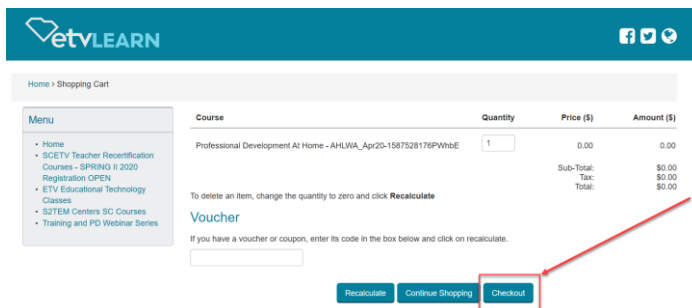 etvLEARN
Home › Shopping Cart
Menu
• Home
• SCETV Teacher Recertification
Courses - SPRING II 2020
Registration OPEN
• ETV Educational Technology
Classes
• S2TEM Centers SC Courses
• Training and PD Webinar Series
Course Quantity Price ($) Amount ($)
Professional Development At Home - AHLWA_Apr20-1587528176PWhbE 1 0.00 0.00
Sub-Total: $0.00
Tax: $0.00
Total: $0.00
To delete an item, change the quantity to zero and click Recalculate
Voucher
If you have a voucher or coupon, enter its code in the box below and click on recalculate.
Recalculate Continue Shopping Checkout